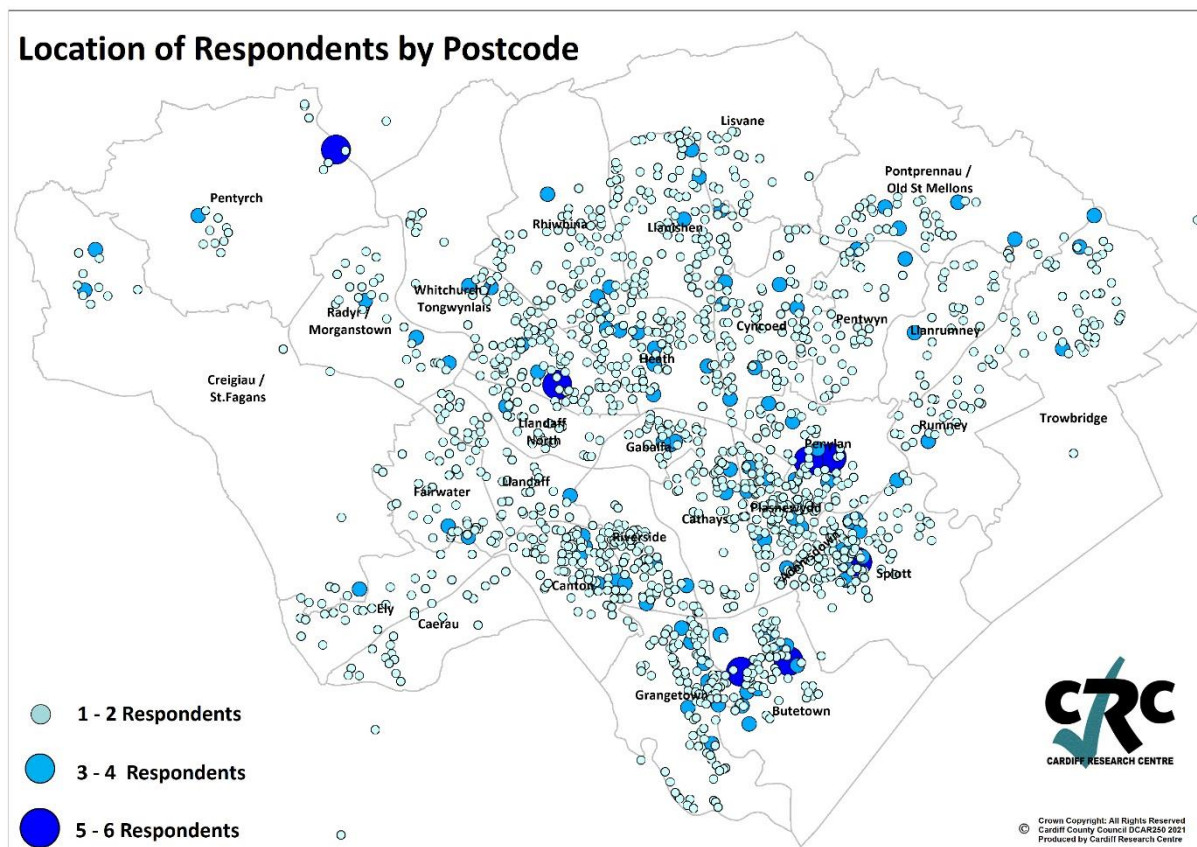 Location of Respondents by Postcode
Lisvane
Pontprennau /
Old St Mellons
Pentyrch
Rhiwbina
Llanishen
Whitchurch /
Tongwynlais
Radyr /
Morganstown
Cyncoed
Pentwyn
Llanrumney
Heath
Creigiau /
St.Fagans
Trowbridge
Llandaff
North
Rumney
Gabalfa
Penylan
Fairwater
Llandaff
Plasnewydd
Cathays
Riverside
Adamsdown
Splott
Canton
Ely
Caerau
Grangetown
Butetown
1 - 2 Respondents
3 - 4 Respondents
5 - 6 Respondents
CRC
CARDIFF RESEARCH CENTRE
© Crown Copyright: All Rights Reserved
Cardiff County Council DCAR250 2021
Produced by Cardiff Research Centre